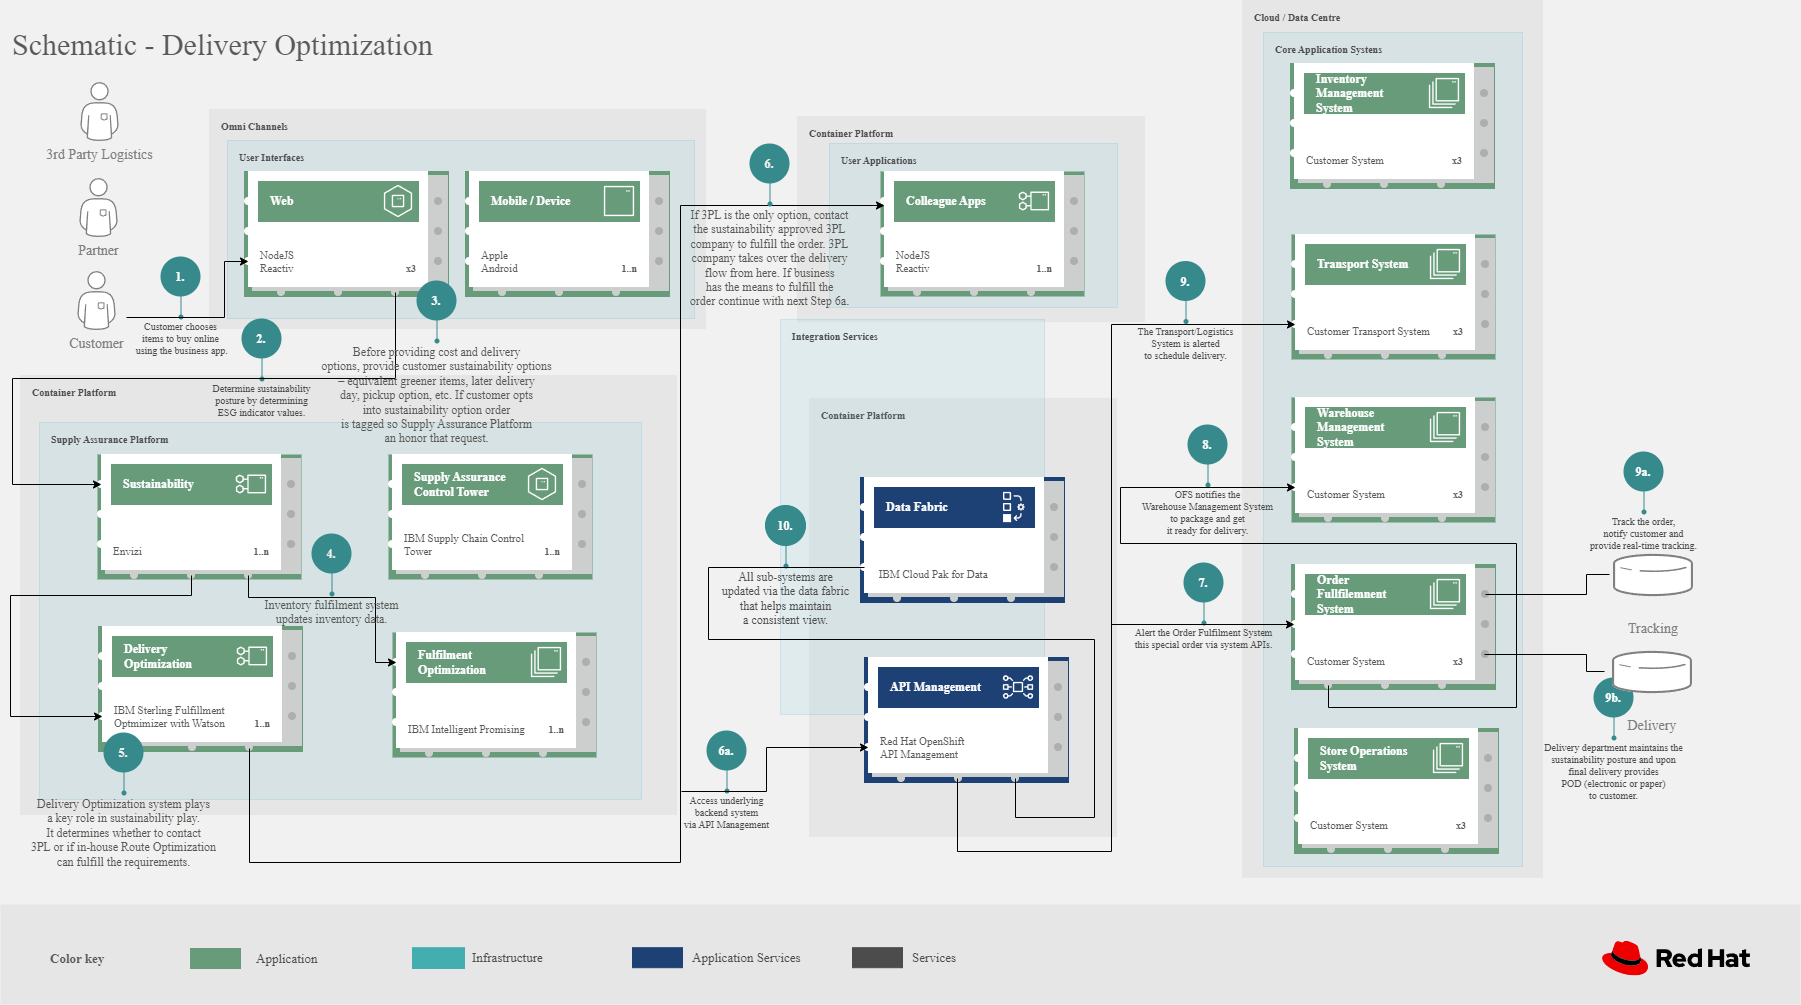 Schematic - Delivery Optimization
3rd Party Logistics
Partner
Customer
1.
Customer chooses
items to buy online
using the business app.
Omni Channels
User Interfaces
Web
NodeJS
Reactiv
x3
Mobile / Device
Apple
Android
1..n
2.
Determine sustainability
posture by determining
ESG indicator values.
3.
Before providing cost and delivery
options, provide customer sustainability options
– equivalent greener items, later delivery
day, pickup option, etc. If customer opts
into sustainability option order
is tagged so Supply Assurance Platform
an honor that request.
Container Platform
Supply Assurance Platform
Sustainability
Envizi
1..n
Supply Assurance
Control Tower
IBM Supply Chain Control
Tower
1..n
4.
Inventory fulfilment system
updates inventory data.
Delivery
Optimization
IBM Sterling Fulfillment
Optmimizer with Watson
1..n
Fulfilment
Optimization
IBM Intelligent Promising
1..n
5.
Delivery Optimization system plays
a key role in sustainability play.
It determines whether to contact
3PL or if in-house Route Optimization
can fulfill the requirements.
6.
If 3PL is the only option, contact
the sustainability approved 3PL
company to fulfill the order. 3PL
company takes over the delivery
flow from here. If business
has the means to fulfill the
order continue with next Step 6a.
Container Platform
User Applications
Colleague Apps
NodeJS
Reactiv
1..n
Integration Services
Container Platform
Data Fabric
IBM Cloud Pak for Data
10.
All sub-systems are
updated via the data fabric
that helps maintain
a consistent view.
API Management
Red Hat OpenShift
API Management
6a.
Access underlying
backend system
via API Management
Cloud / Data Centre
Core Application Systens
Inventory
Management
System
Customer System
x3
9.
The Transport/Logistics
System is alerted
to schedule delivery.
Transport System
Customer Transport System
x3
8.
OFS notifies the
Warehouse Management System
to package and get
it ready for delivery.
Warehouse
Management
System
Customer System
x3
7.
Alert the Order Fulfilment System
this special order via system APIs.
Order
Fullfilemnent
System
Customer System
x3
Store Operations
System
Customer System
x3
9a.
Track the order,
notify customer and
provide real-time tracking.
Tracking
9b.
Delivery
Delivery department maintains the
sustainability posture and upon
final delivery provides
POD (electronic or paper)
to customer.
Color key
Application
Infrastructure
Application Services
Services
Red Hat